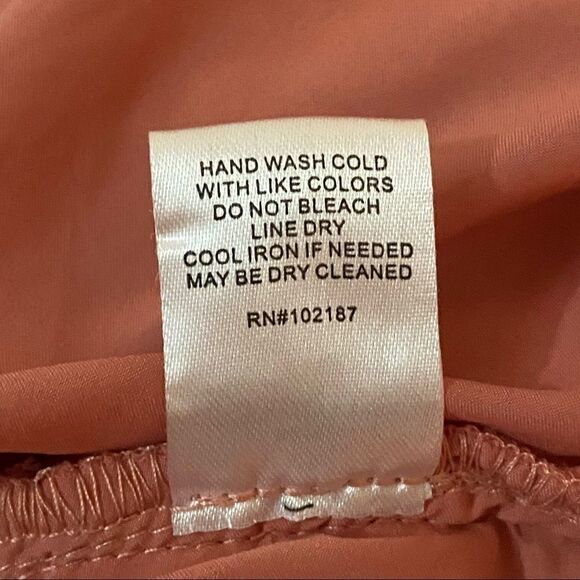 HAND WASH COLD
WITH LIKE COLORS
DO NOT BLEACH
LINE DRY
COOL IRON IF NEEDED
MAY BE DRY CLEANED
RN#102187